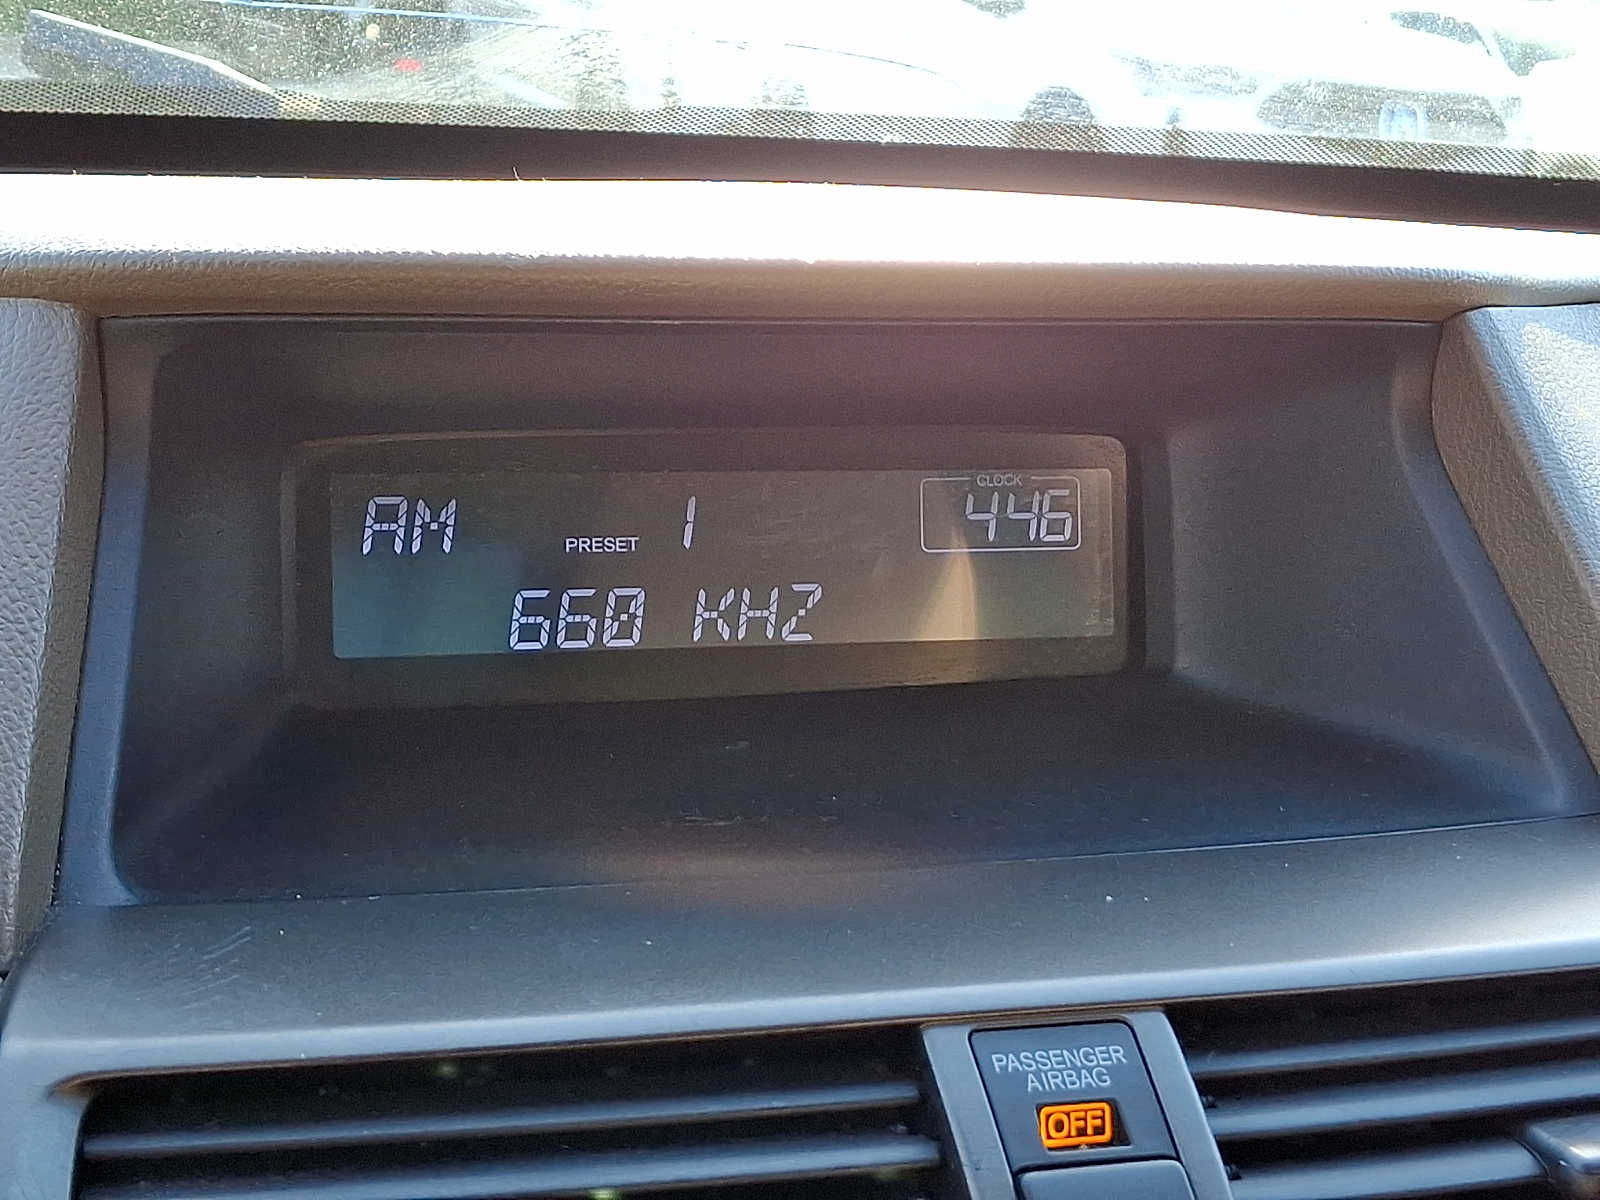 AM PRESET 1
CLOCK
446
660 KHZ
PASSENGER
AIRBAG
OFF